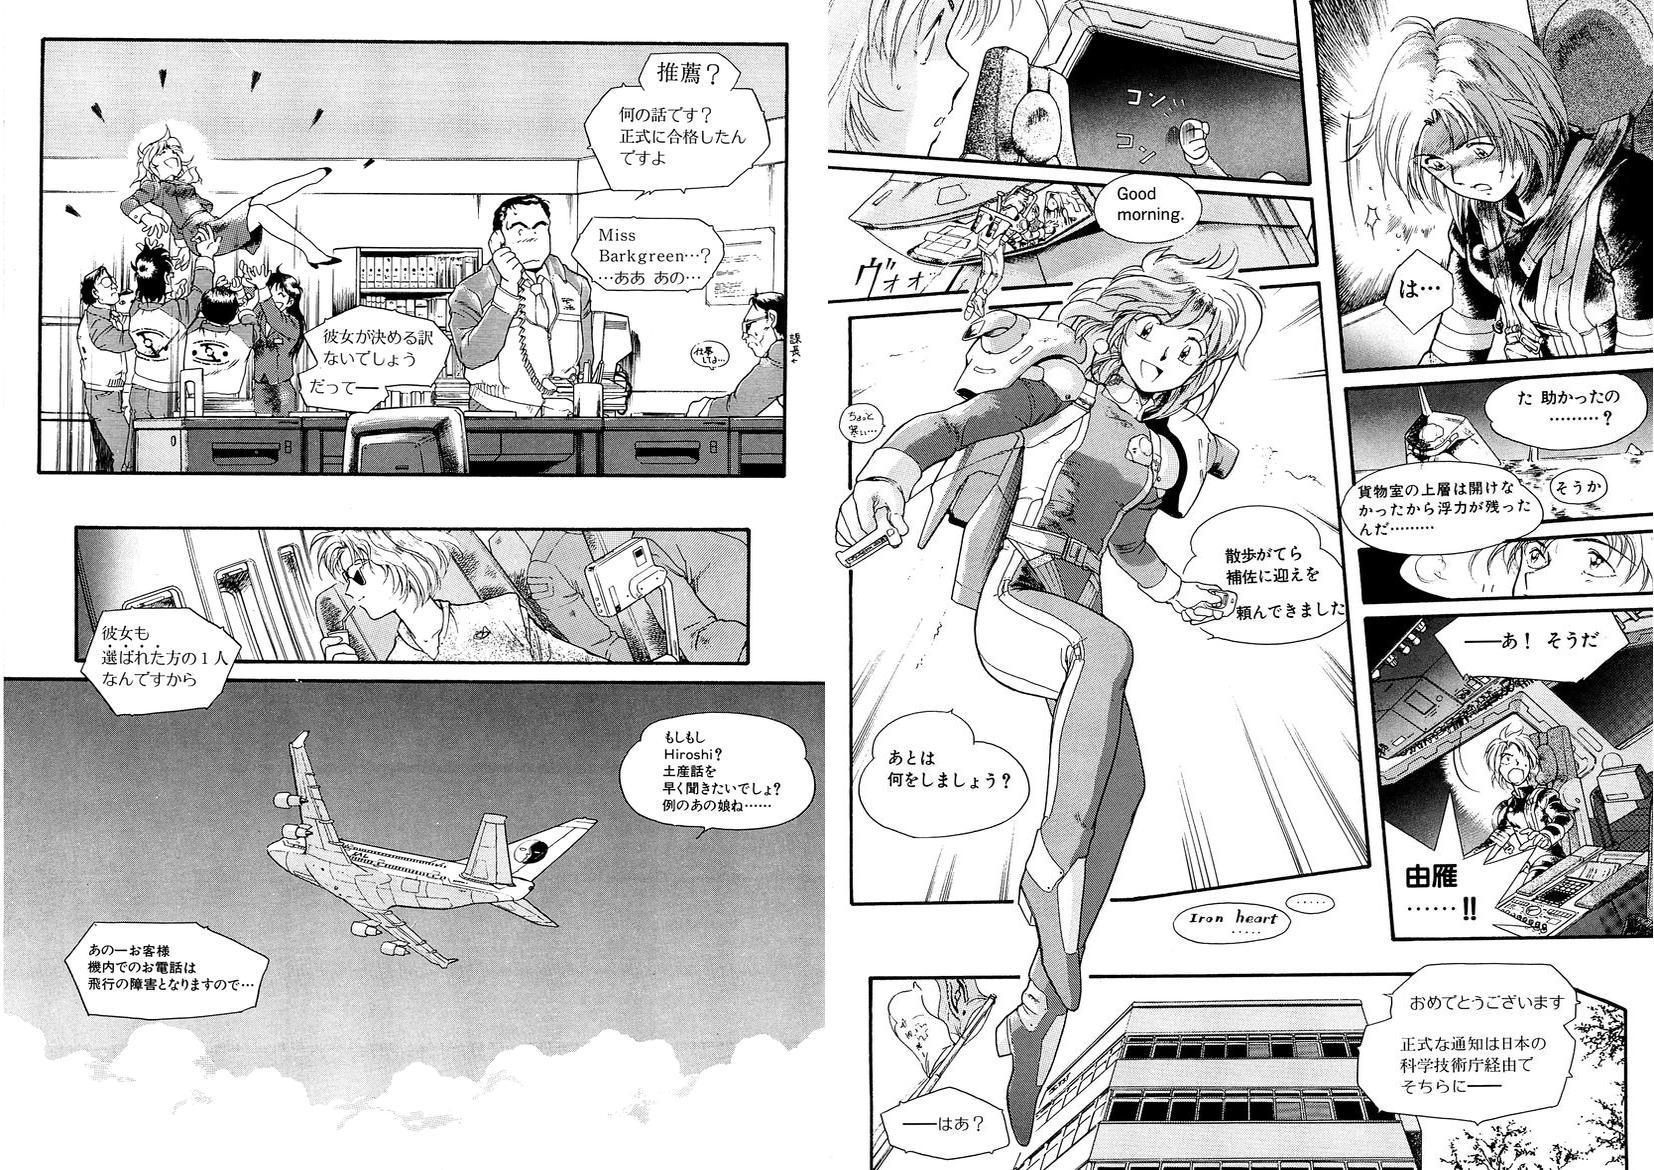 は…
た 助かったの
………?
そうか
貨物室の上層は開けな
かったから浮力が残った
んだ………
──あ! そうだ
由雁
……!!
コン
コン
Good
morning.
ヴォオ
ちょっと
寒い…
散歩がてら
補佐に迎えを
頼んできました
あとは
何をしましょう?
Iron heart
……
……
おめでとうございます
正式な通知は日本の
科学技術庁経由で
そちらに──
──はあ?
推薦?
何の話です?
正式に合格したん
ですよ
Miss
Barkgreen…?
…ああ あの…
彼女が決める訳
ないでしょう
だって──
仕事
してよ…
課長←
彼女も
選ばれた方の1人
なんですから
もしもし
Hiroshi?
土産話を
早く聞きたいでしょ?
例のあの娘ね……
あのーお客様
機内でのお電話は
飛行の障害となりますので…